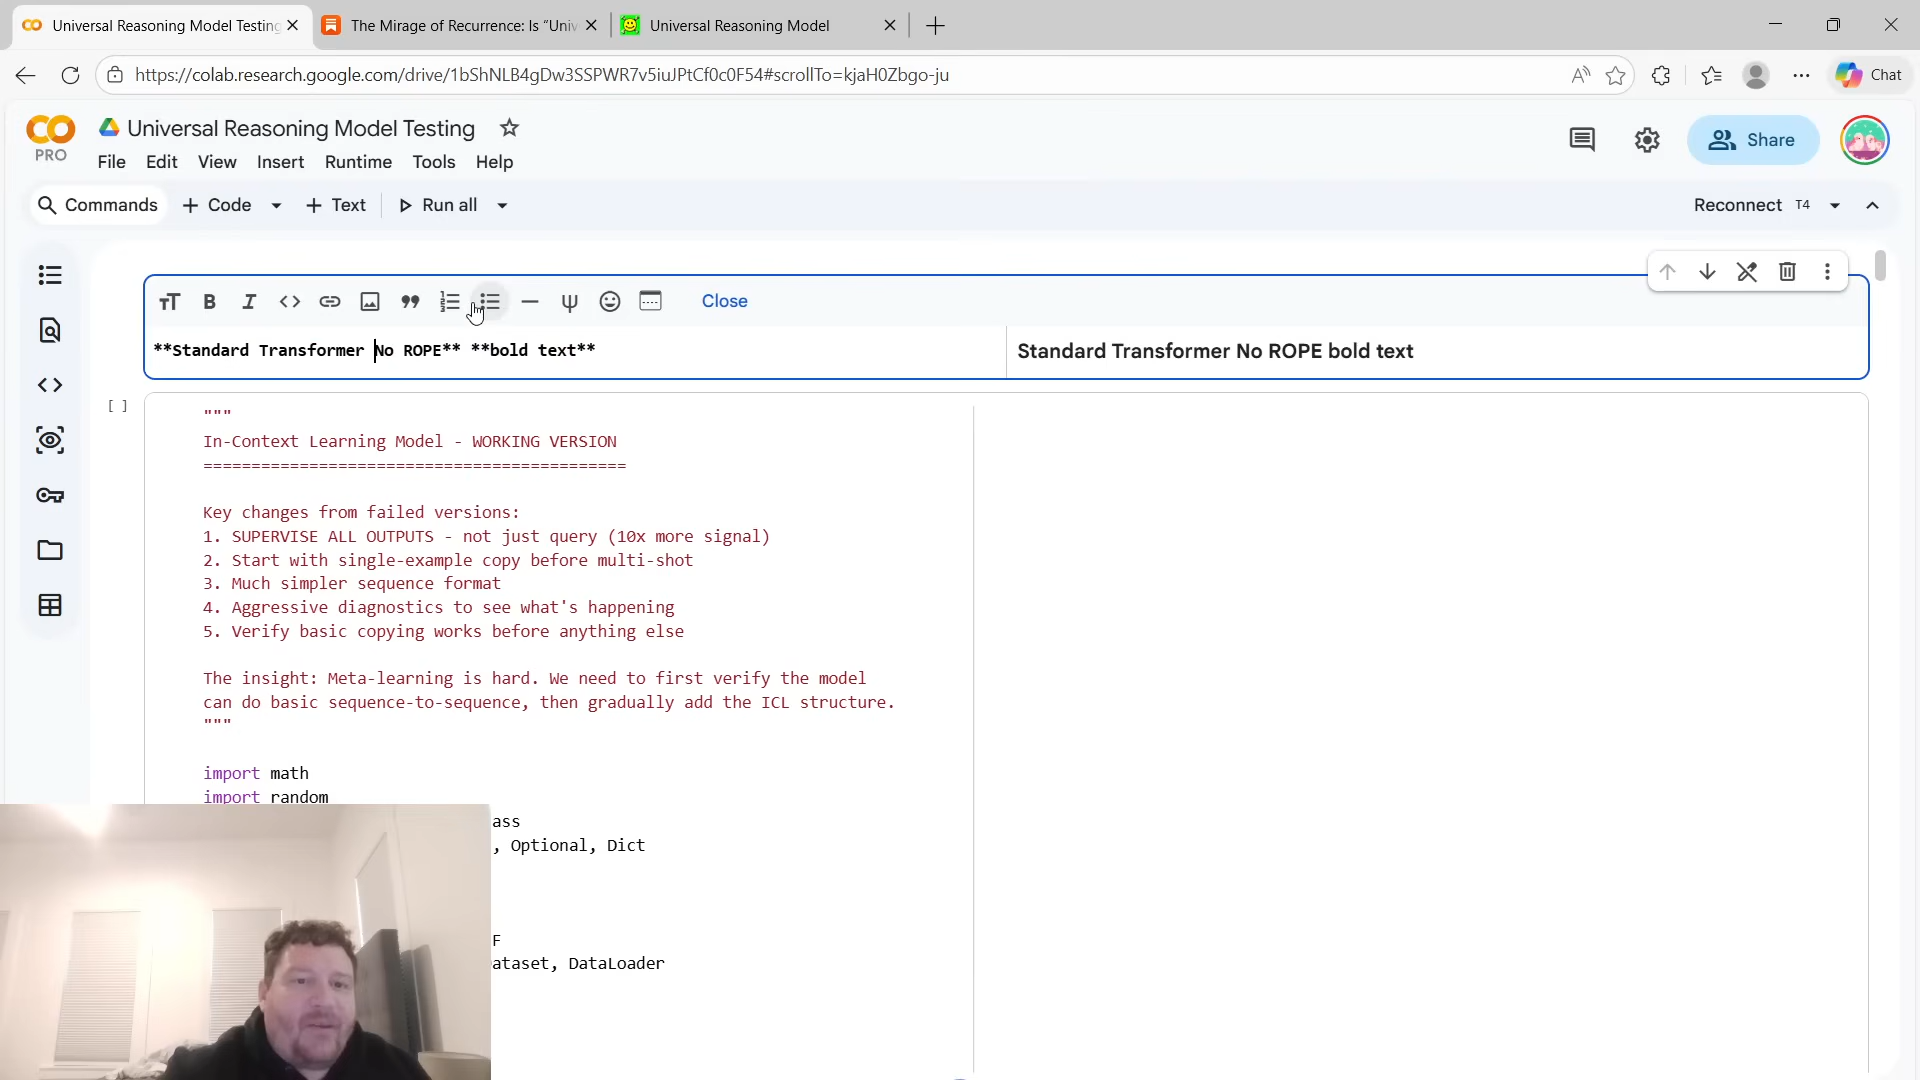 Universal Reasoning Model Testing
The Mirage of Recurrence: Is “Univ
Universal Reasoning Model
https://colab.research.google.com/drive/1bShNLB4gDw3SSPWR7v5iuJPtCf0c0F54#scrollTo=kjaH0Zbgo-ju
Chat
PRO
Universal Reasoning Model Testing
Share
File Edit View Insert Runtime Tools Help
Commands + Code + Text Run all
Reconnect T4
Close
**Standard Transformer No ROPE** **bold text**
Standard Transformer No ROPE bold text
[ ]
"""
In-Context Learning Model - WORKING VERSION
============================================
Key changes from failed versions:
1. SUPERVISE ALL OUTPUTS - not just query (10x more signal)
2. Start with single-example copy before multi-shot
3. Much simpler sequence format
4. Aggressive diagnostics to see what's happening
5. Verify basic copying works before anything else
The insight: Meta-learning is hard. We need to first verify the model
can do basic sequence-to-sequence, then gradually add the ICL structure.
"""
import math
import random
ass
, Optional, Dict
F
ataset, DataLoader